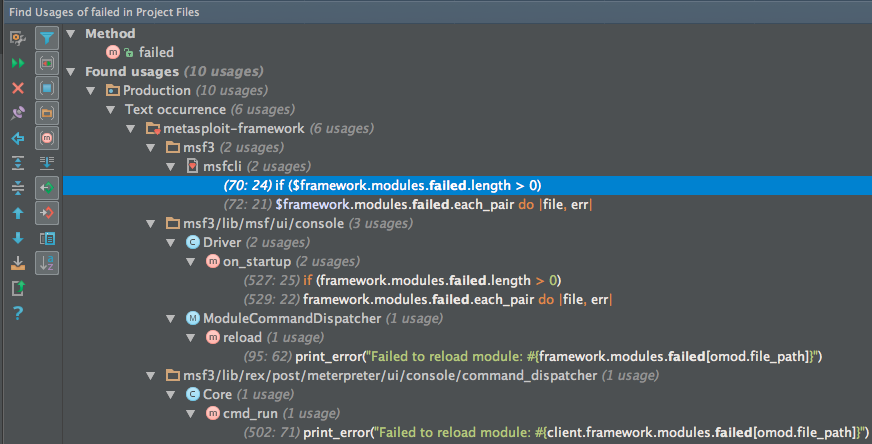 Find Usages of failed in Project Files
Method
m failed
Found usages (10 usages)
Production (10 usages)
Text occurrence (6 usages)
metasploit-framework (6 usages)
msf3 (2 usages)
msfcli (2 usages)
(70: 24) if ($framework.modules.failed.length > 0)
(72: 21) $framework.modules.failed.each_pair do |file, err|
msf3/lib/msf/ui/console (3 usages)
C Driver (2 usages)
m on_startup (2 usages)
(527: 25) if (framework.modules.failed.length > 0)
(529: 22) framework.modules.failed.each_pair do |file, err|
M ModuleCommandDispatcher (1 usage)
m reload (1 usage)
(95: 62) print_error("Failed to reload module: #{framework.modules.failed[omod.file_path]}")
msf3/lib/rex/post/meterpreter/ui/console/command_dispatcher (1 usage)
C Core (1 usage)
m cmd_run (1 usage)
(502: 71) print_error("Failed to reload module: #{client.framework.modules.failed[omod.file_path]}")